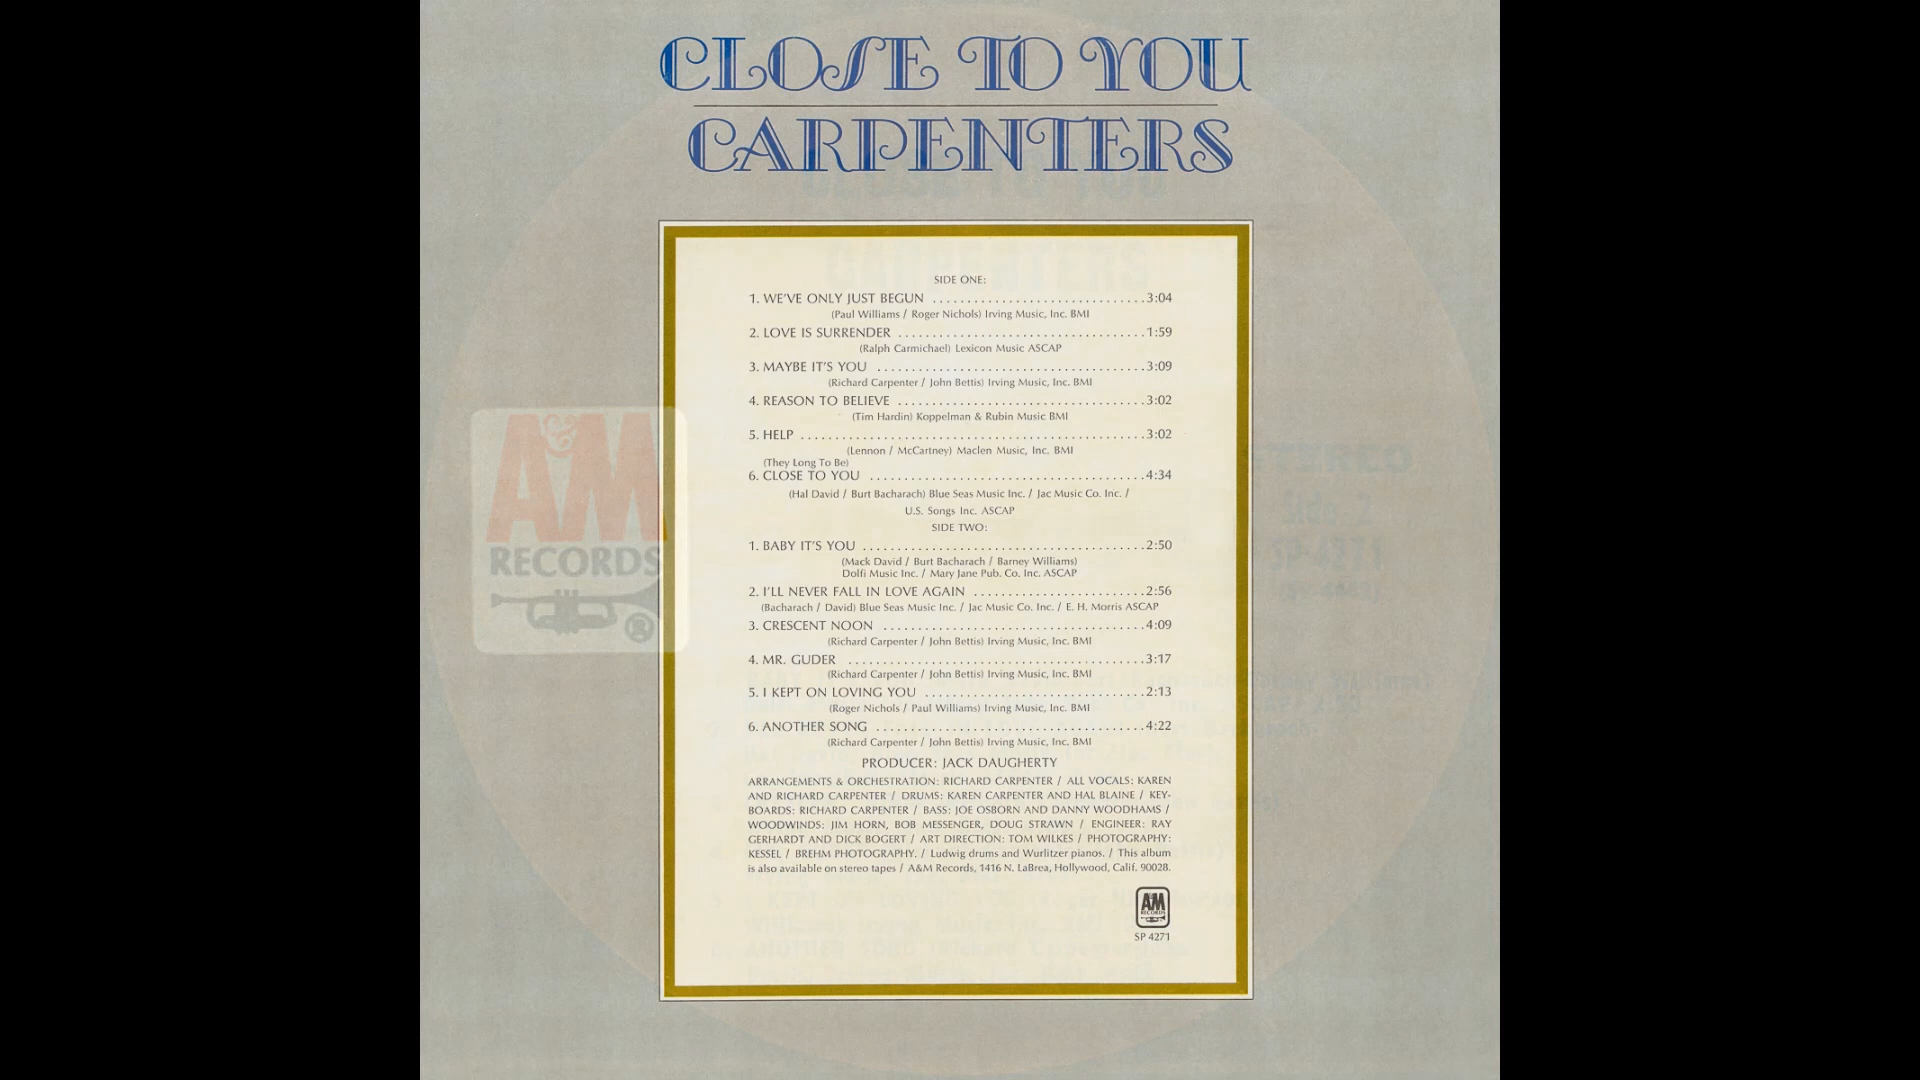 CLOSE TO YOU
CARPENTERS
SIDE ONE:
1. WE'VE ONLY JUST BEGUN ..............................3:04
(Paul Williams / Roger Nichols) Irving Music, Inc. BMI
2. LOVE IS SURRENDER ...................................1:59
(Ralph Carmichael) Lexicon Music ASCAP
3. MAYBE IT'S YOU ......................................3:09
(Richard Carpenter / John Bettis) Irving Music, Inc. BMI
4. REASON TO BELIEVE ...................................3:02
(Tim Hardin) Koppelman & Rubin Music BMI
5. HELP .................................................3:02
(Lennon / McCartney) Maclen Music, Inc. BMI
(They Long To Be)
6. CLOSE TO YOU .......................................4:34
(Hal David / Burt Bacharach) Blue Seas Music Inc. / Jac Music Co. Inc. /
U.S. Songs Inc. ASCAP
SIDE TWO:
1. BABY IT'S YOU ........................................2:50
(Mack David / Burt Bacharach / Barney Williams)
Dolfi Music Inc. / Mary Jane Pub. Co. Inc. ASCAP
2. I'LL NEVER FALL IN LOVE AGAIN ........................2:56
(Bacharach / David) Blue Seas Music Inc. / Jac Music Co. Inc. / E. H. Morris ASCAP
3. CRESCENT NOON .....................................4:09
(Richard Carpenter / John Bettis) Irving Music, Inc. BMI
4. MR. GUDER ..........................................3:17
(Richard Carpenter / John Bettis) Irving Music, Inc. BMI
5. I KEPT ON LOVING YOU ...............................2:13
(Roger Nichols / Paul Williams) Irving Music, Inc. BMI
6. ANOTHER SONG .......................................4:22
(Richard Carpenter / John Bettis) Irving Music, Inc. BMI
PRODUCER: JACK DAUGHERTY
ARRANGEMENTS & ORCHESTRATION: RICHARD CARPENTER / ALL VOCALS: KAREN
AND RICHARD CARPENTER / DRUMS: KAREN CARPENTER AND HAL BLAINE / KEY-
BOARDS: RICHARD CARPENTER / BASS: JOE OSBORN AND DANNY WOODHAMS /
WOODWINDS: JIM HORN, BOB MESSENGER, DOUG STRAWN / ENGINEER: RAY
GERHARDT AND DICK BOGERT / ART DIRECTION: TOM WILKES / PHOTOGRAPHY:
KESSEL / BREHM PHOTOGRAPHY. / Ludwig drums and Wurlitzer pianos. / This album
is also available on stereo tapes / A&M Records, 1416 N. LaBrea, Hollywood, Calif. 90028.
A&M
RECORDS
SP 4271
A&M
RECORDS
®
CLOSE TO YOU
CARPENTERS
STEREO
Side 2
SP-4271